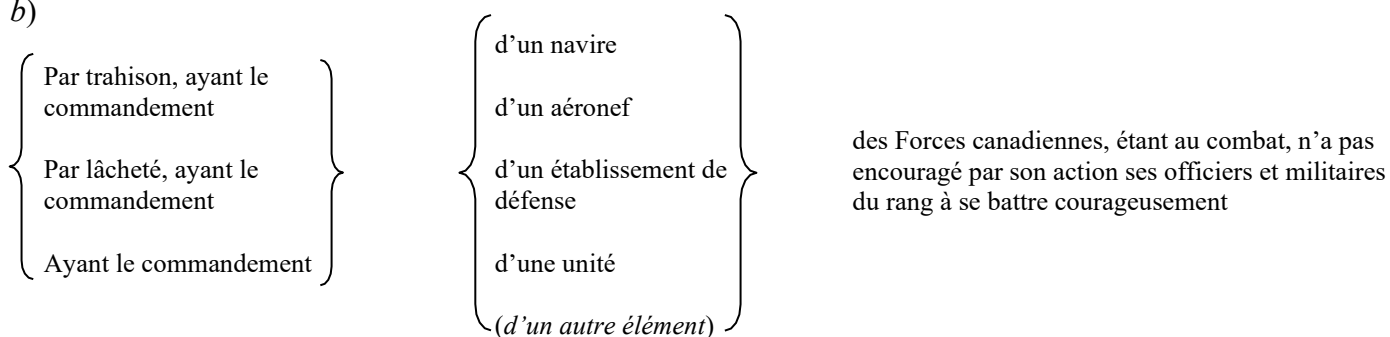 b)
Par trahison, ayant le
commandement
Par lâcheté, ayant le
commandement
Ayant le commandement
d’un navire
d’un aéronef
d’un établissement de
défense
d’une unité
(d’un autre élément)
des Forces canadiennes, étant au combat, n’a pas
encouragé par son action ses officiers et militaires
du rang à se battre courageusement